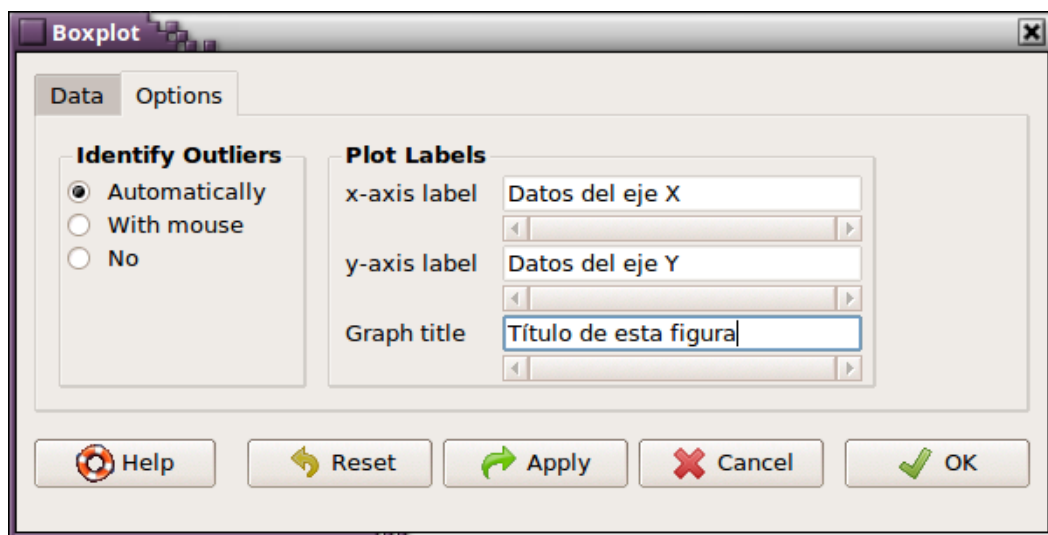 Boxplot
Data Options
Identify Outliers
Automatically
With mouse
No
Plot Labels
x-axis label Datos del eje X
y-axis label Datos del eje Y
Graph title Título de esta figura
Help Reset Apply Cancel OK